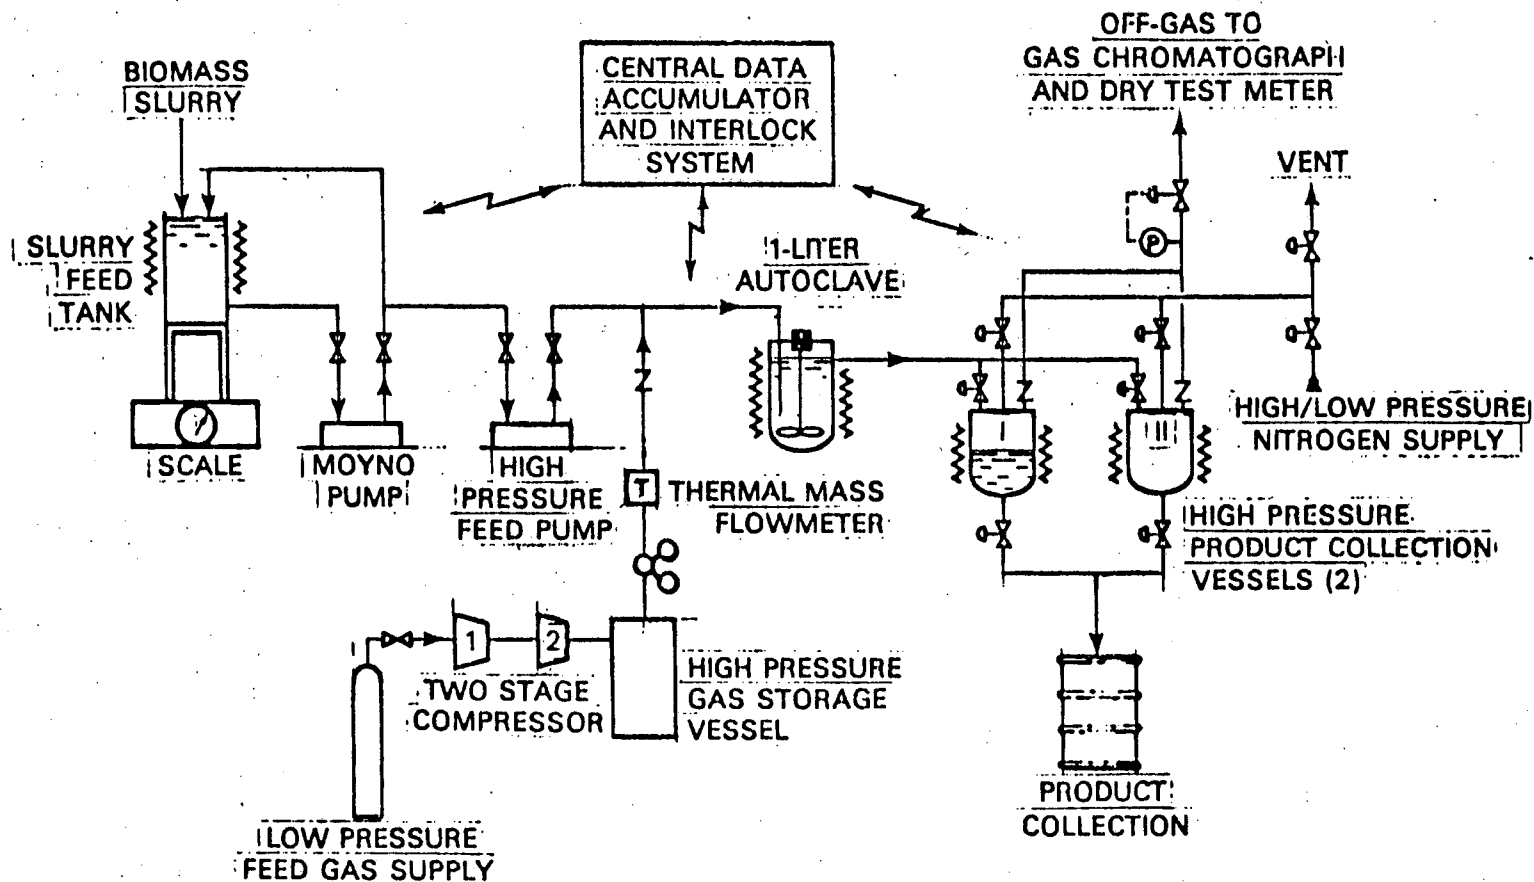 BIOMASS
SLURRY
CENTRAL DATA
ACCUMULATOR
AND INTERLOCK
SYSTEM
OFF-GAS TO
GAS CHROMATOGRAPH
AND DRY TEST METER
VENT
P
SLURRY
FEED
TANK
1-LITER
AUTOCLAVE
SCALE
MOYNO
PUMP
HIGH
PRESSURE
FEED PUMP
T
THERMAL MASS
FLOWMETER
HIGH/LOW PRESSURE
NITROGEN SUPPLY
HIGH PRESSURE
PRODUCT COLLECTION
VESSELS (2)
1
2
TWO STAGE
COMPRESSOR
HIGH PRESSURE
GAS STORAGE
VESSEL
LOW PRESSURE
FEED GAS SUPPLY
PRODUCT
COLLECTION